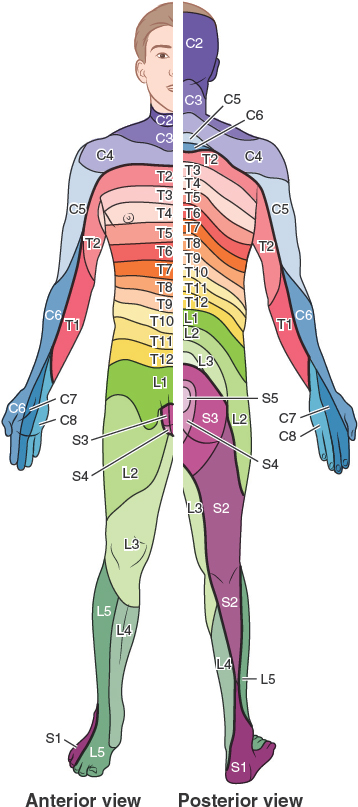 C2
C3
C4
T2
T3
C5
T4
T5
T2
T6
T7
T8
T9
C6
T1
T10
T11
T12
L1
C6
C7
C8
S3
S4
L2
L3
L5
L4
S1
L5
Anterior view
C2
C3
C5
C6
C4
T2
T3
T4
T5
C5
T6
L7
T8
T2
T9
T10
T11
T12
C6
T1
L1
L2
L3
S5
S3
L2
C7
C8
S4
L3
S2
S2
L4
L5
S1
Posterior view